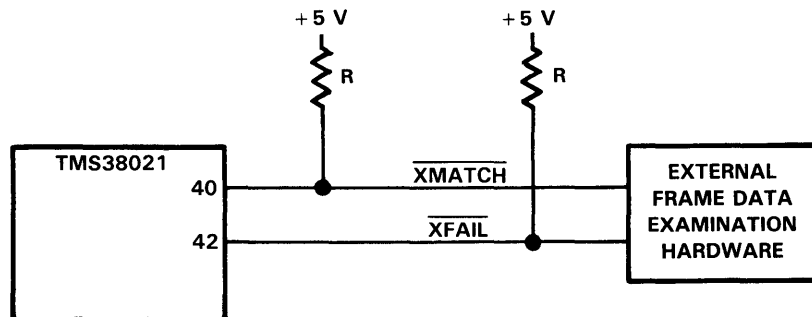 +5 V
+5 V
R
R
TMS38021
40
XMATCH
42
XFAIL
EXTERNAL
FRAME DATA
EXAMINATION
HARDWARE